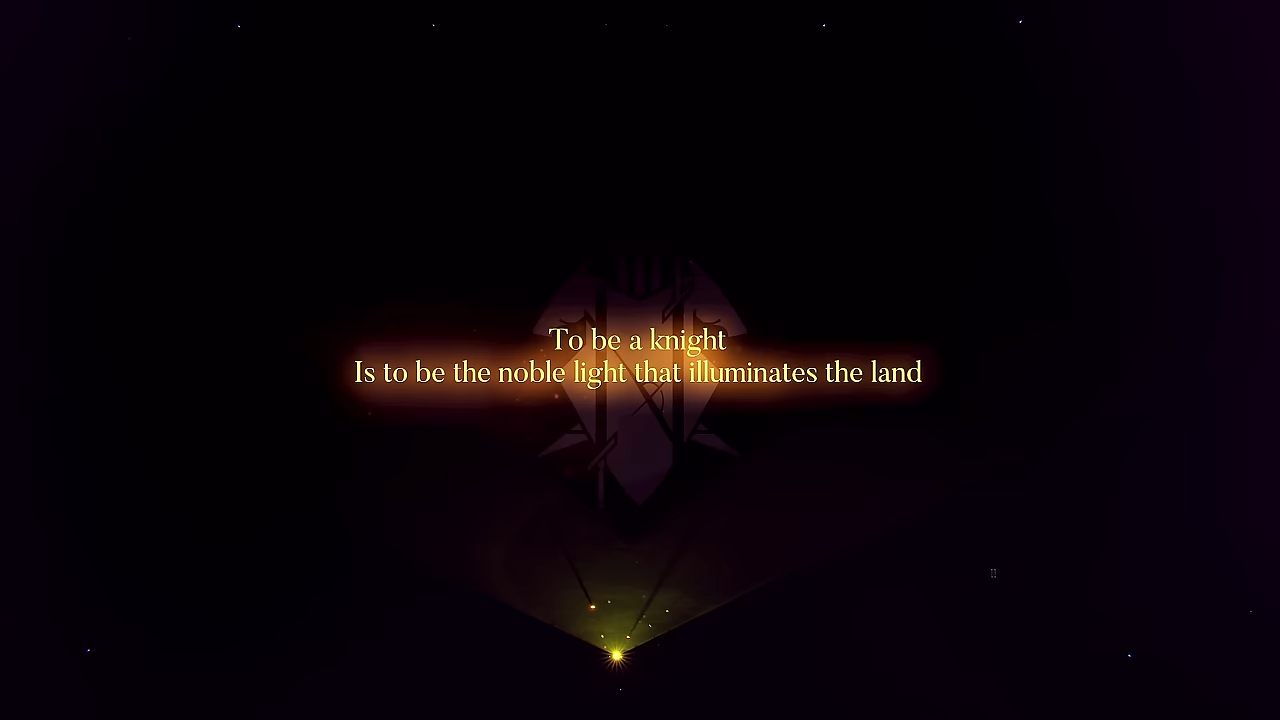 To be a knight
Is to be the noble light that illuminates the land